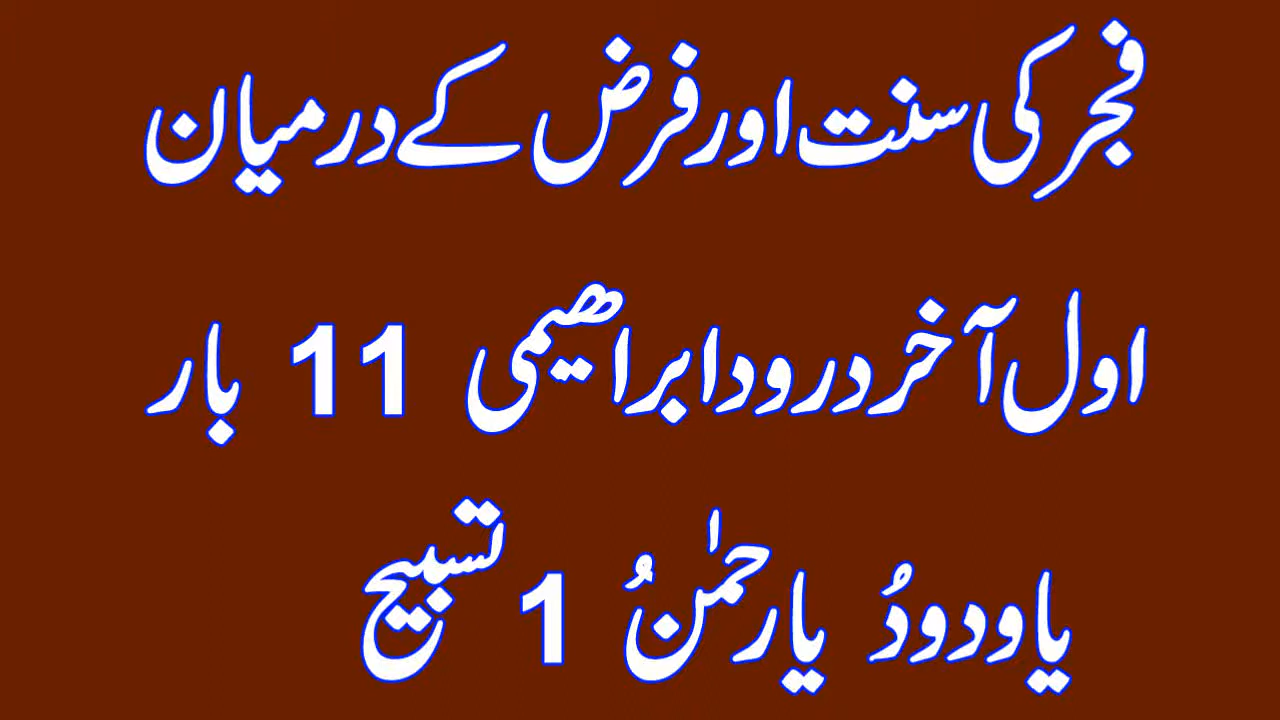 فجر کی سنت اور فرض کے درمیان
اول آخر درود ابراھیمی 11 بار
یاودودُ یارحمٰنُ 1 تسبیح